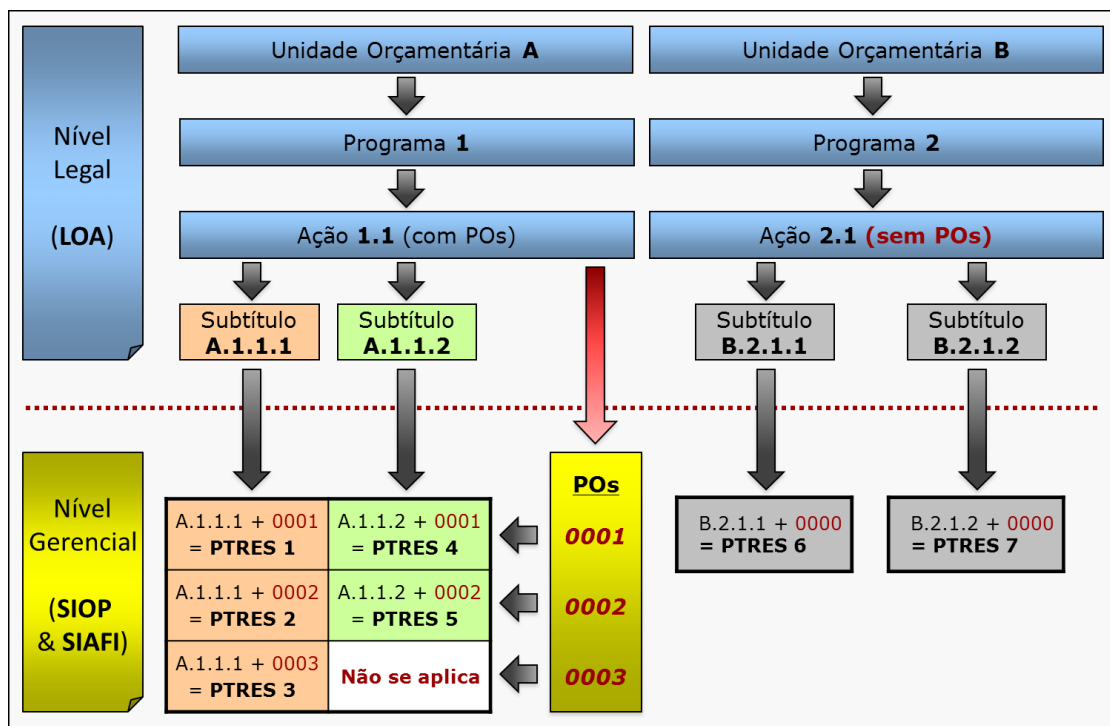 Unidade Orçamentária A
Unidade Orçamentária B
Nível
Legal
(LOA)
Programa 1
Programa 2
Ação 1.1 (com POs)
Ação 2.1 (sem POs)
Subtítulo
A.1.1.1
Subtítulo
A.1.1.2
Subtítulo
B.2.1.1
Subtítulo
B.2.1.2
Nível
Gerencial
(SIOP
& SIAFI)
A.1.1.1 + 0001
= PTRES 1
A.1.1.2 + 0001
= PTRES 4
A.1.1.1 + 0002
= PTRES 2
A.1.1.2 + 0002
= PTRES 5
A.1.1.1 + 0003
= PTRES 3
Não se aplica
POs
0001
0002
0003
B.2.1.1 + 0000
= PTRES 6
B.2.1.2 + 0000
= PTRES 7